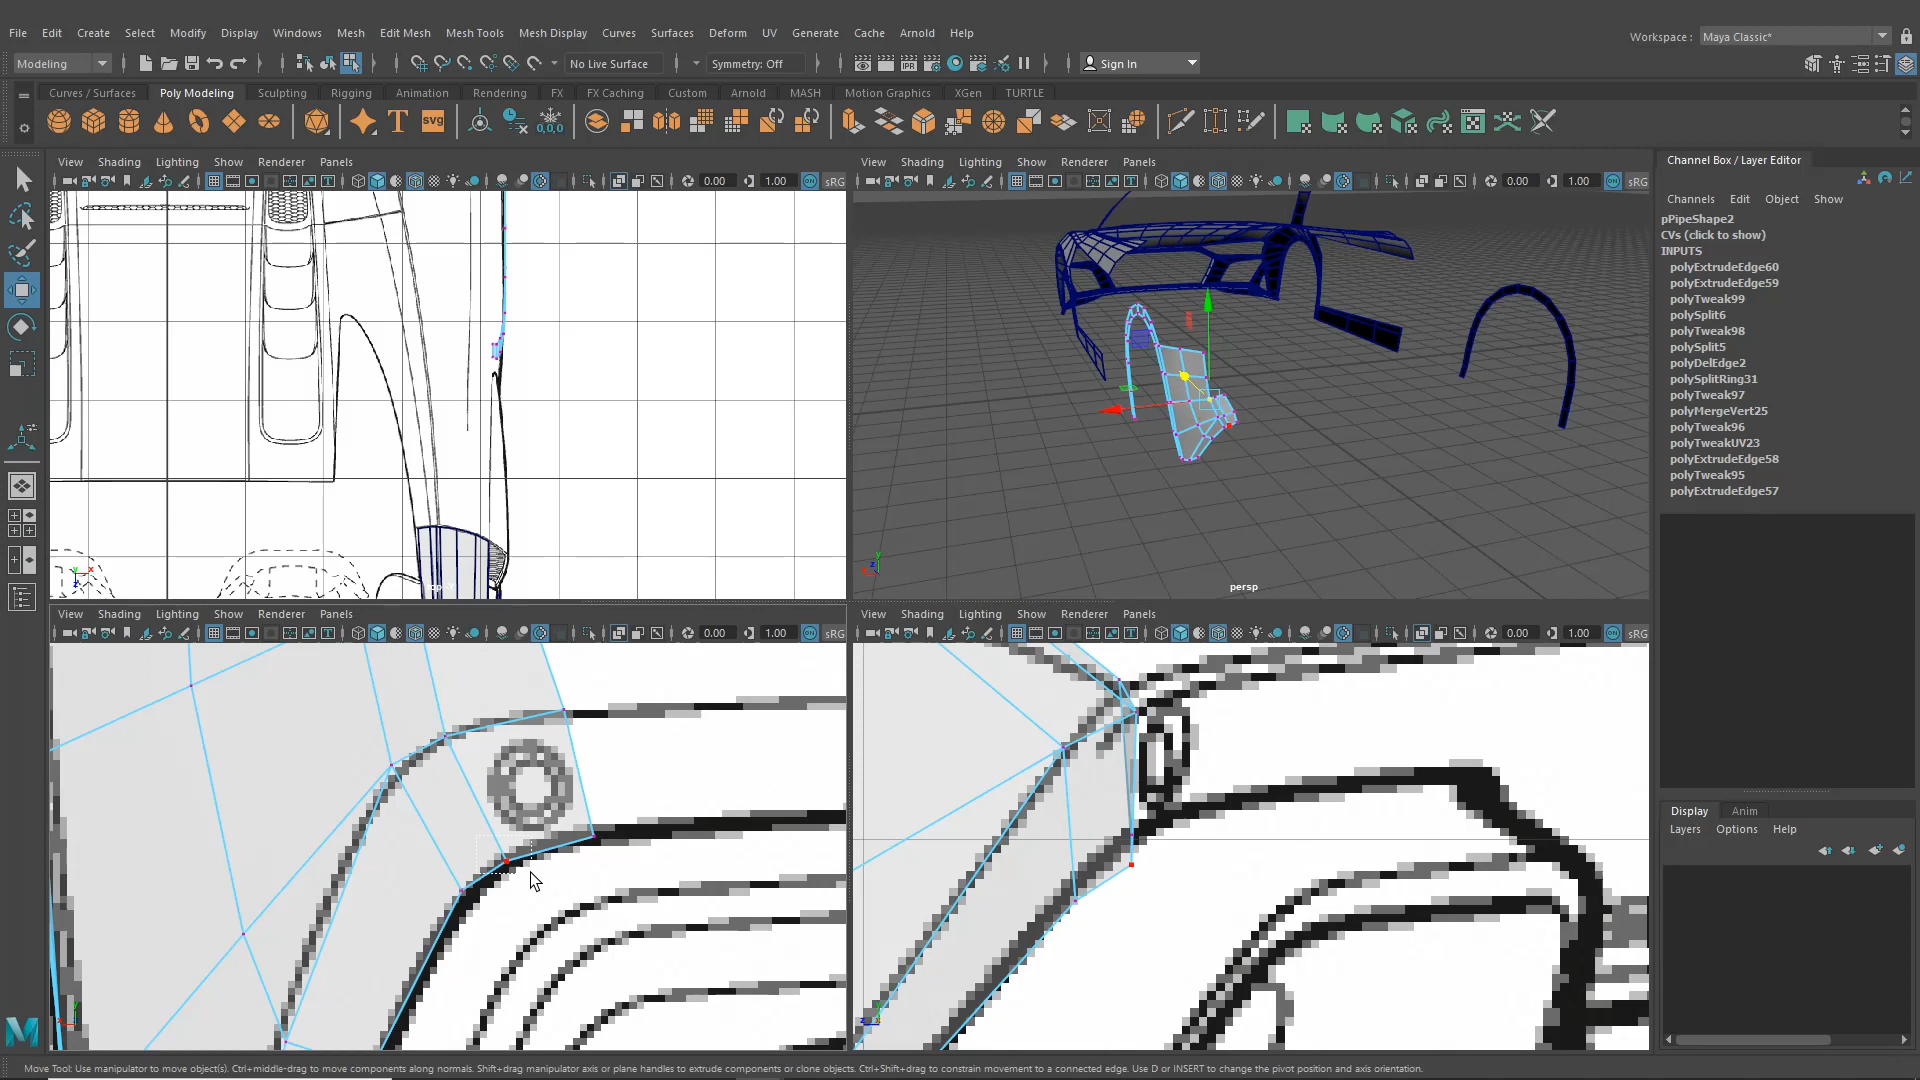 File Edit Create Select Modify Display Windows Mesh Edit Mesh Mesh Tools Mesh Display Curves Surfaces Deform UV Generate Cache Arnold Help
Workspace : Maya Classic*
Modeling No Live Surface Symmetry: Off Sign In
Curves / Surfaces Poly Modeling Sculpting Rigging Animation Rendering FX FX Caching Custom Arnold MASH Motion Graphics XGen TURTLE
View Shading Lighting Show Renderer Panels
0.00 1.00 sRG
View Shading Lighting Show Renderer Panels
0.00 1.00 sRG
persp
View Shading Lighting Show Renderer Panels
0.00 1.00 sRG
View Shading Lighting Show Renderer Panels
0.00 1.00 sRG
Channel Box / Layer Editor
Channels Edit Object Show
pPipeShape2
CVs (click to show)
INPUTS
polyExtrudeEdge60
polyExtrudeEdge59
polyTweak99
polySplit6
polyTweak98
polySplit5
polyDelEdge2
polySplitRing31
polyTweak97
polyMergeVert25
polyTweak96
polyTweakUV23
polyExtrudeEdge58
polyTweak95
polyExtrudeEdge57
Display Anim
Layers Options Help
Move Tool: Use manipulator to move object(s). Ctrl+middle-drag to move components along normals. Shift+drag manipulator axis or plane handles to extrude components or clone objects. Ctrl+Shift+drag to constrain movement to a connected edge. Use D or INSERT to change the pivot position and axis orientation.